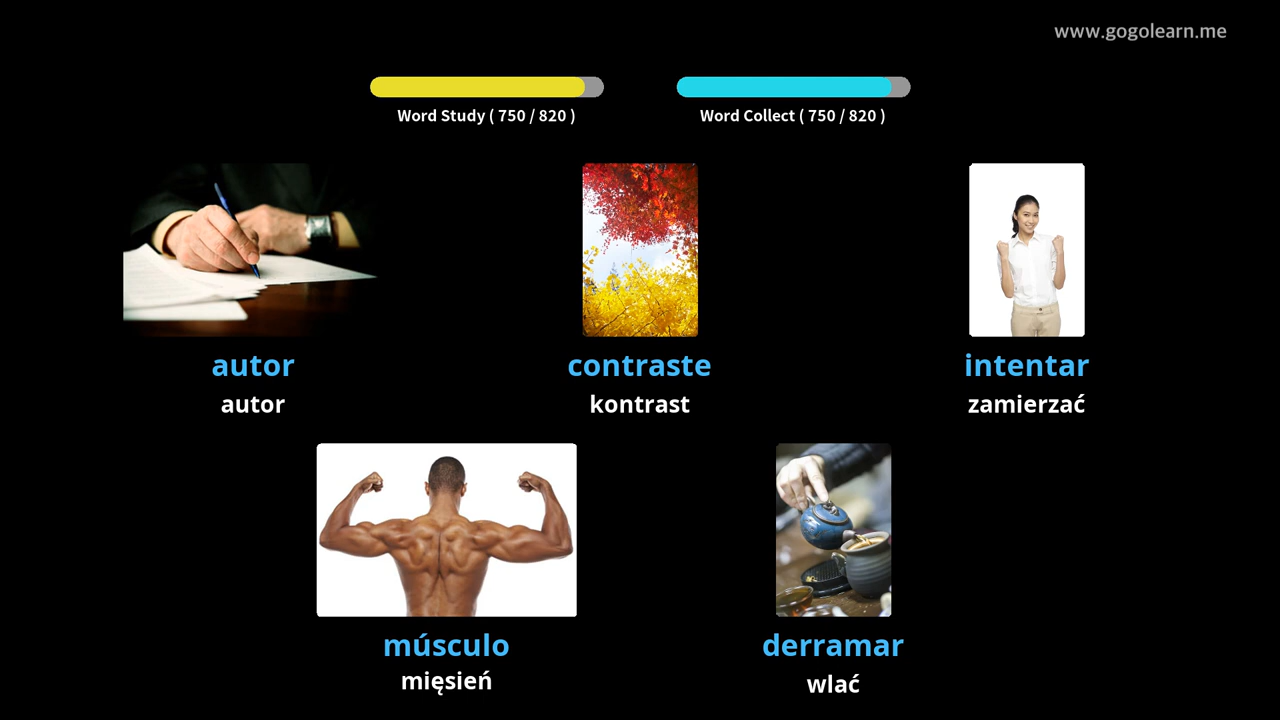 www.gogolearn.me
Word Study ( 750 / 820 )
Word Collect ( 750 / 820 )
autor
autor
contraste
kontrast
intentar
zamierzać
músculo
mięsień
derramar
wlać